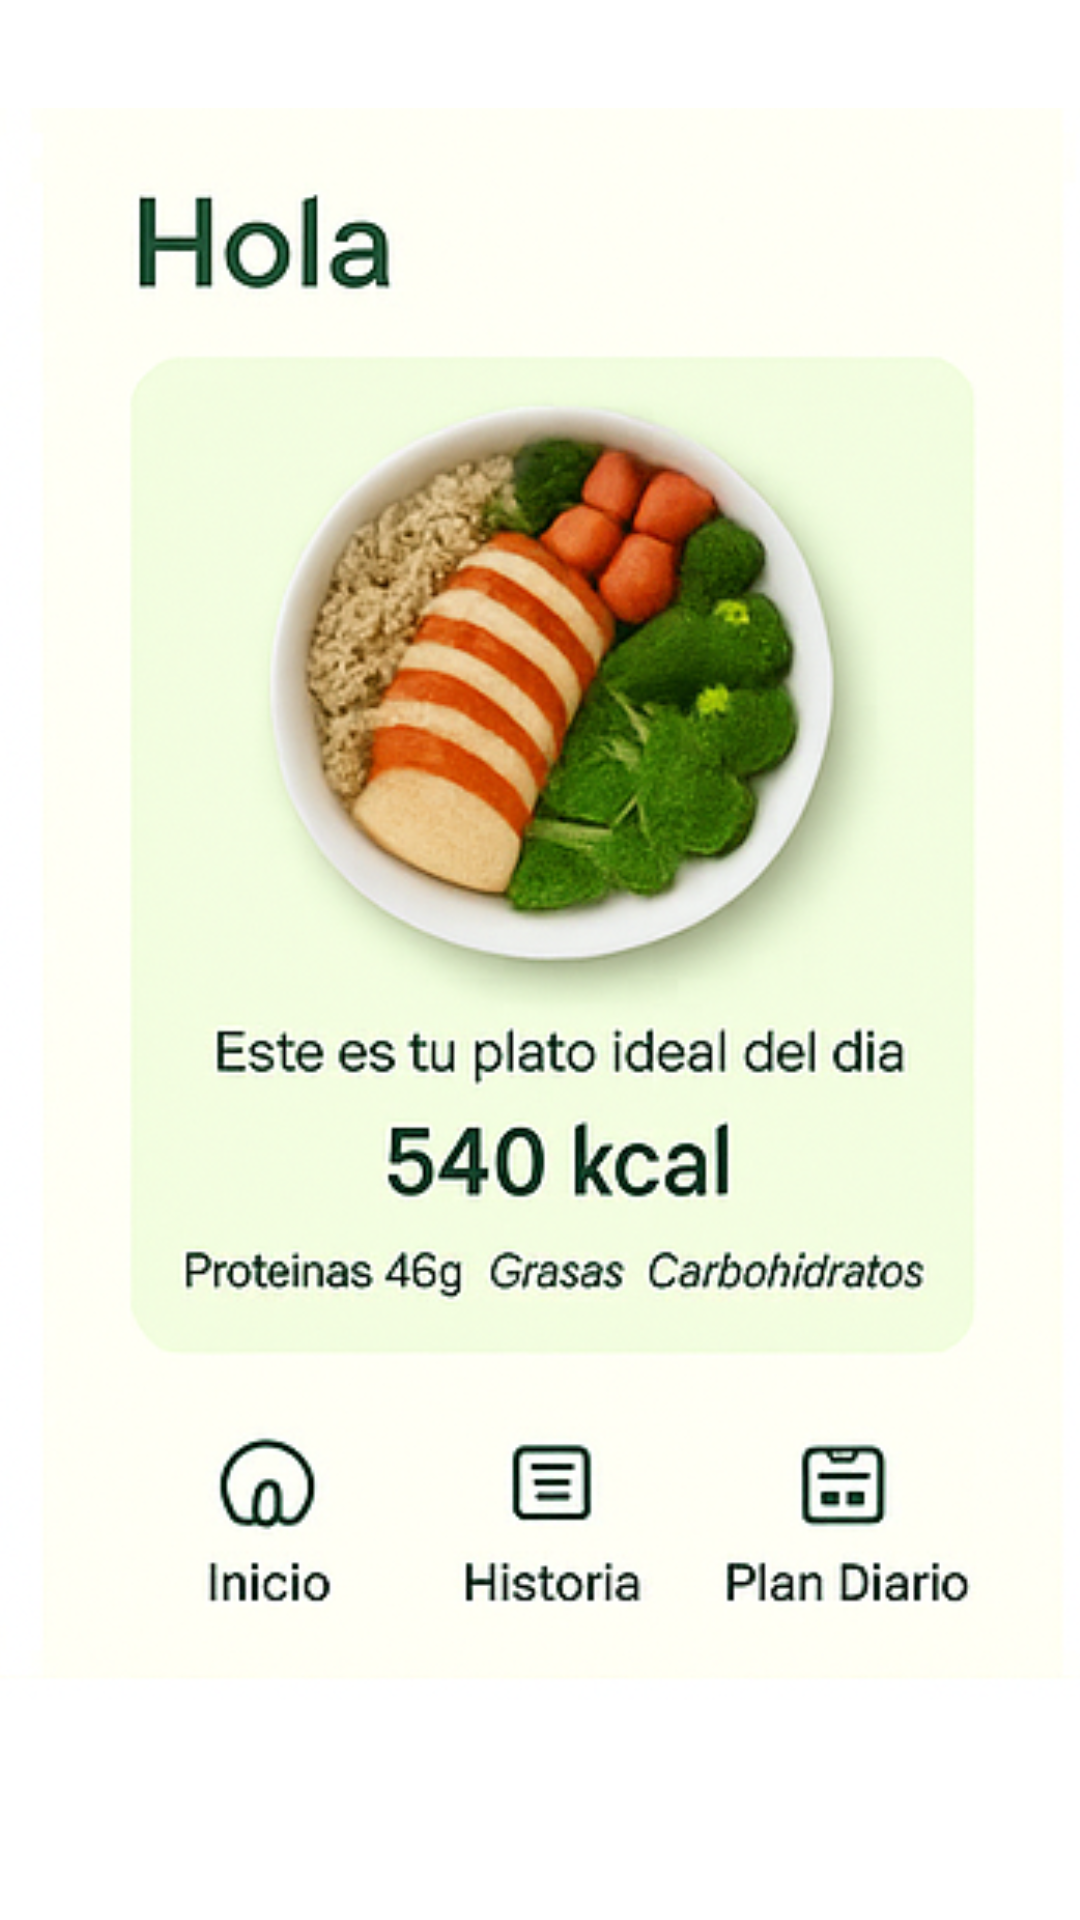 Hola
Este es tu plato ideal del dia
540 kcal
Proteinas 46g Grasas Carbohidratos
Inicio Historia Plan Diario